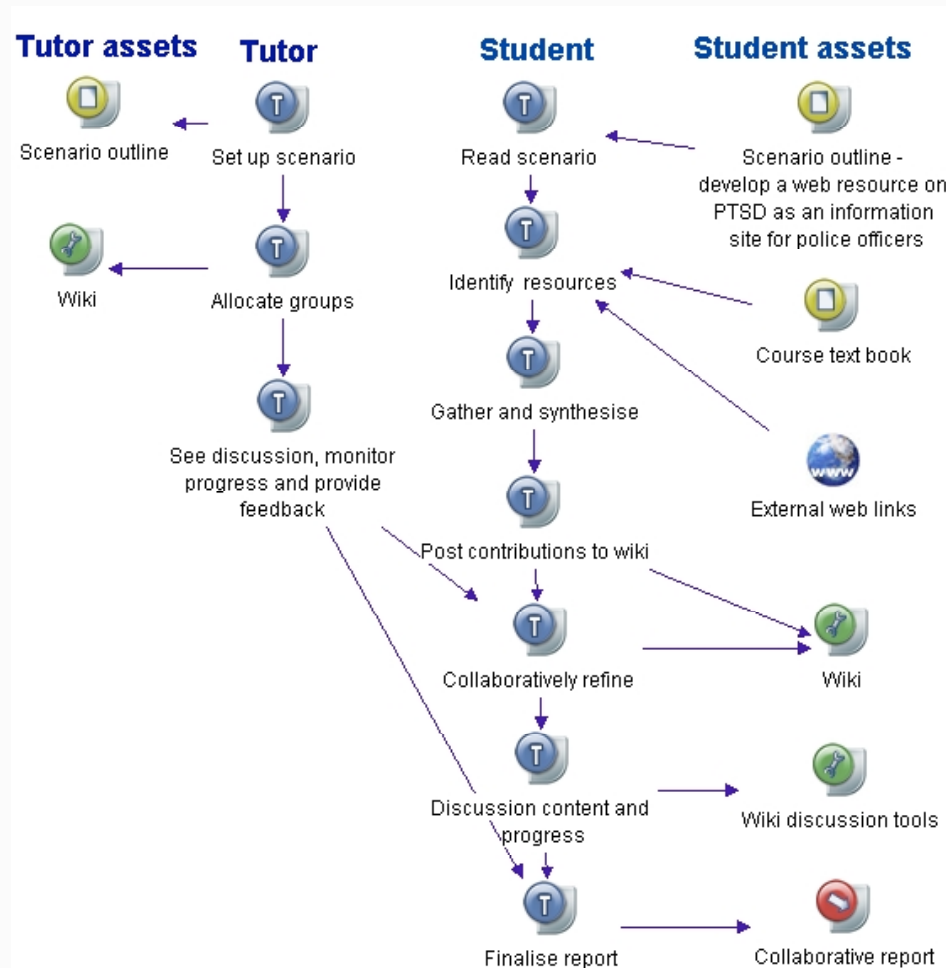 Tutor assets
Tutor
Student
Student assets
T
T
Scenario outline
Set up scenario
Read scenario
Scenario outline -
develop a web resource on
PTSD as an information
site for police officers
T
T
Wiki
Allocate groups
Identify resources
Course text book
T
T
Gather and synthesise
See discussion, monitor
progress and provide
feedback
www
External web links
T
Post contributions to wiki
T
Collaboratively refine
Wiki
T
Discussion content and
progress
Wiki discussion tools
T
Finalise report
Collaborative report